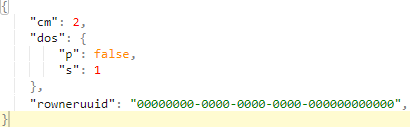 {
    "cm": 2,
    "dos": {
        "p": false,
        "s": 1
    },
    "rowneruuid": "00000000-0000-0000-0000-000000000000",
}